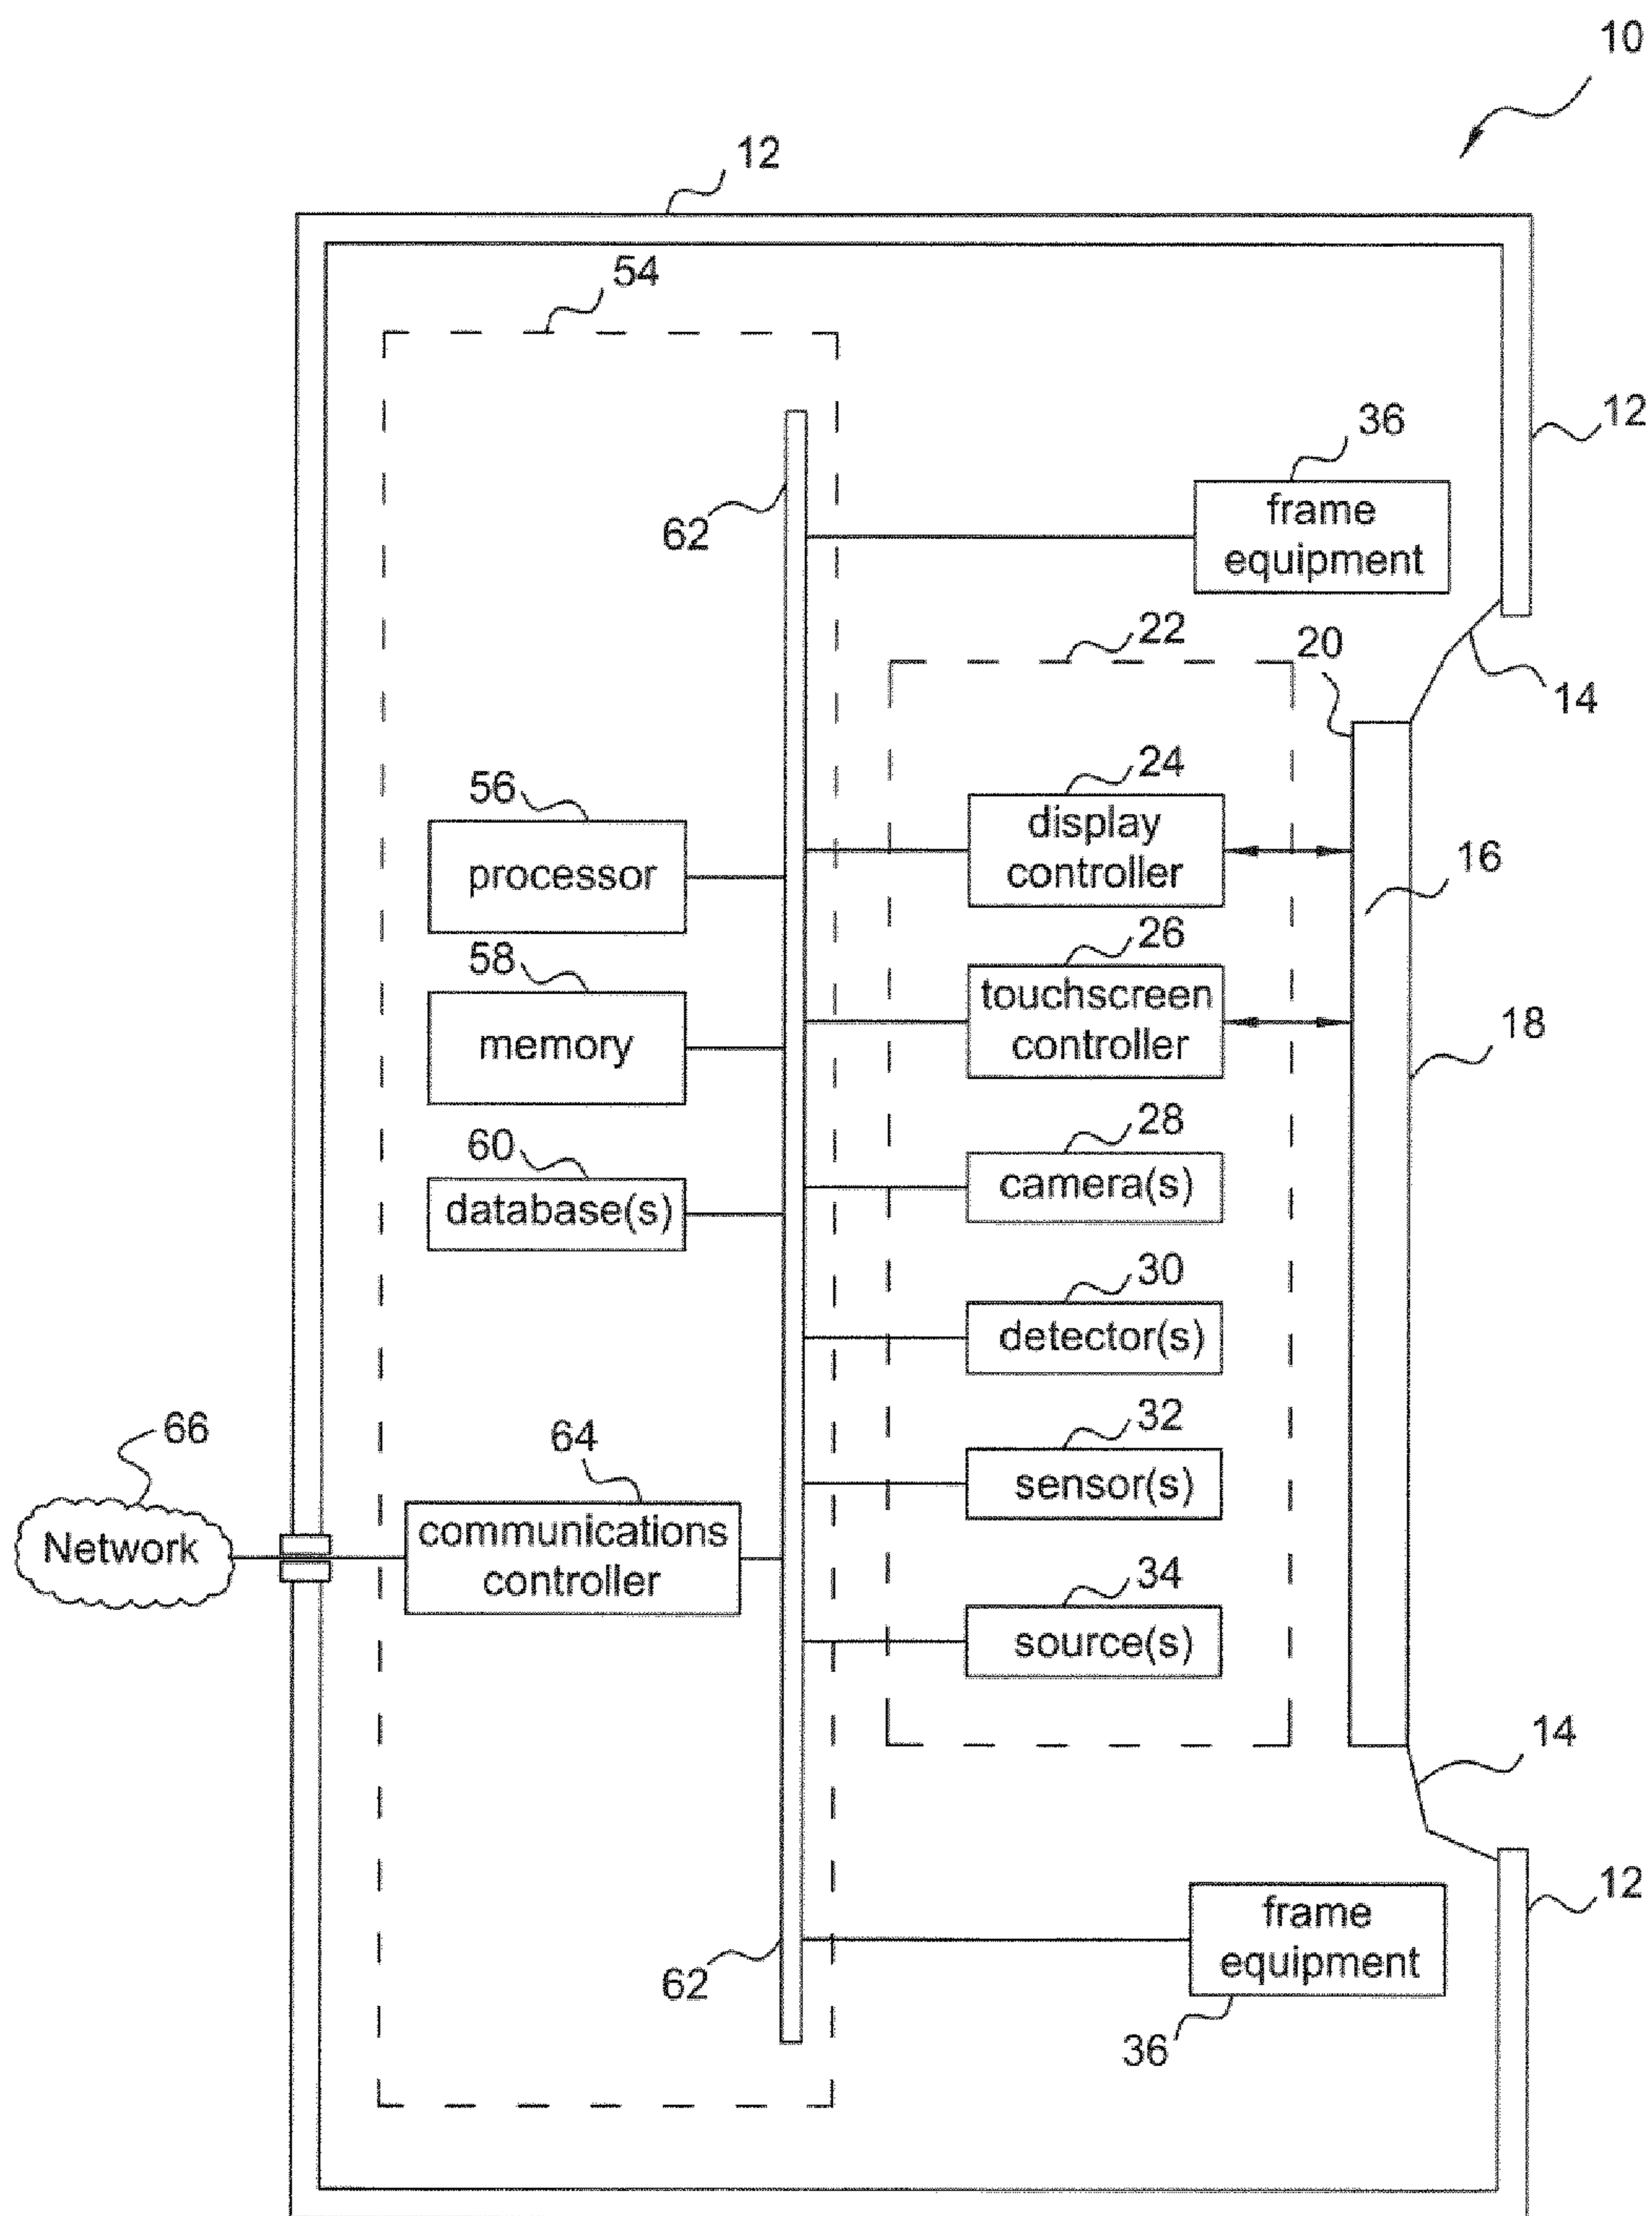 10
12
54
12
36
frame
equipment
62
22
20
14
24
display
controller
56
processor
16
26
touchscreen
controller
58
memory
18
28
camera(s)
60
database(s)
30
detector(s)
66
Network
64
communications
controller
32
sensor(s)
34
source(s)
14
12
frame
equipment
62
36